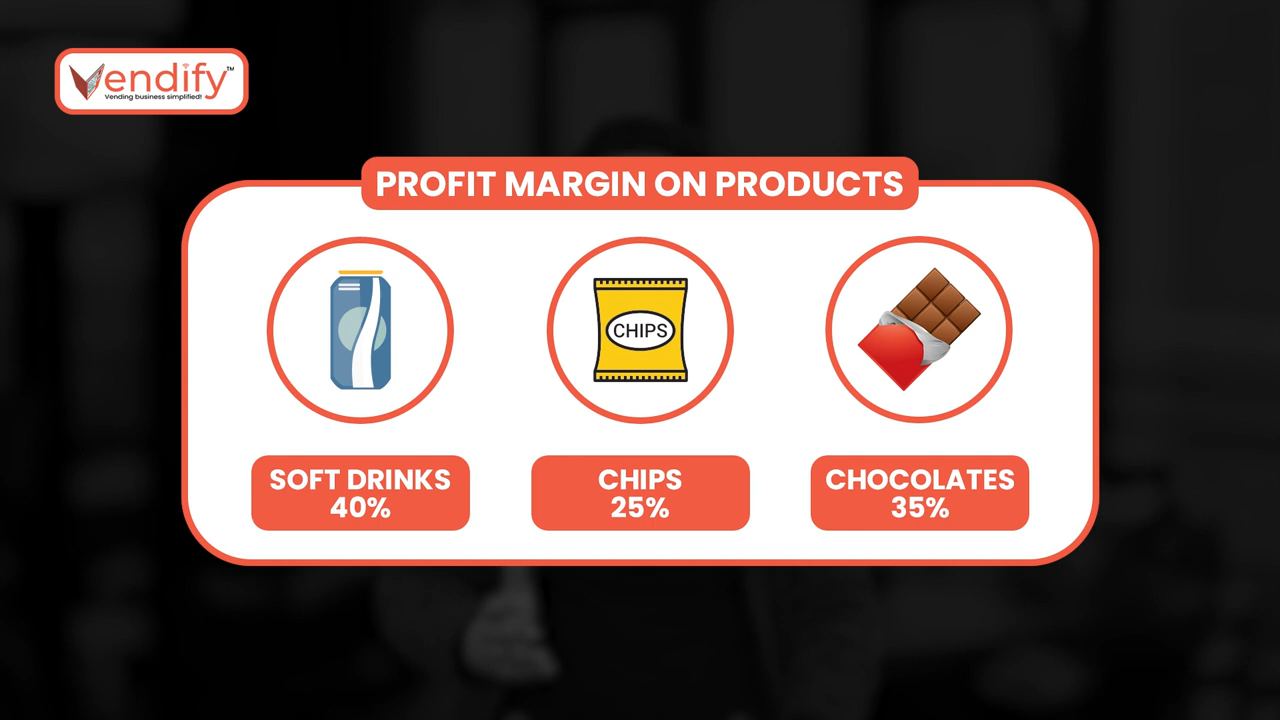 Vendify™
Vending business simplified!
PROFIT MARGIN ON PRODUCTS
CHIPS
SOFT DRINKS
40%
CHIPS
25%
CHOCOLATES
35%